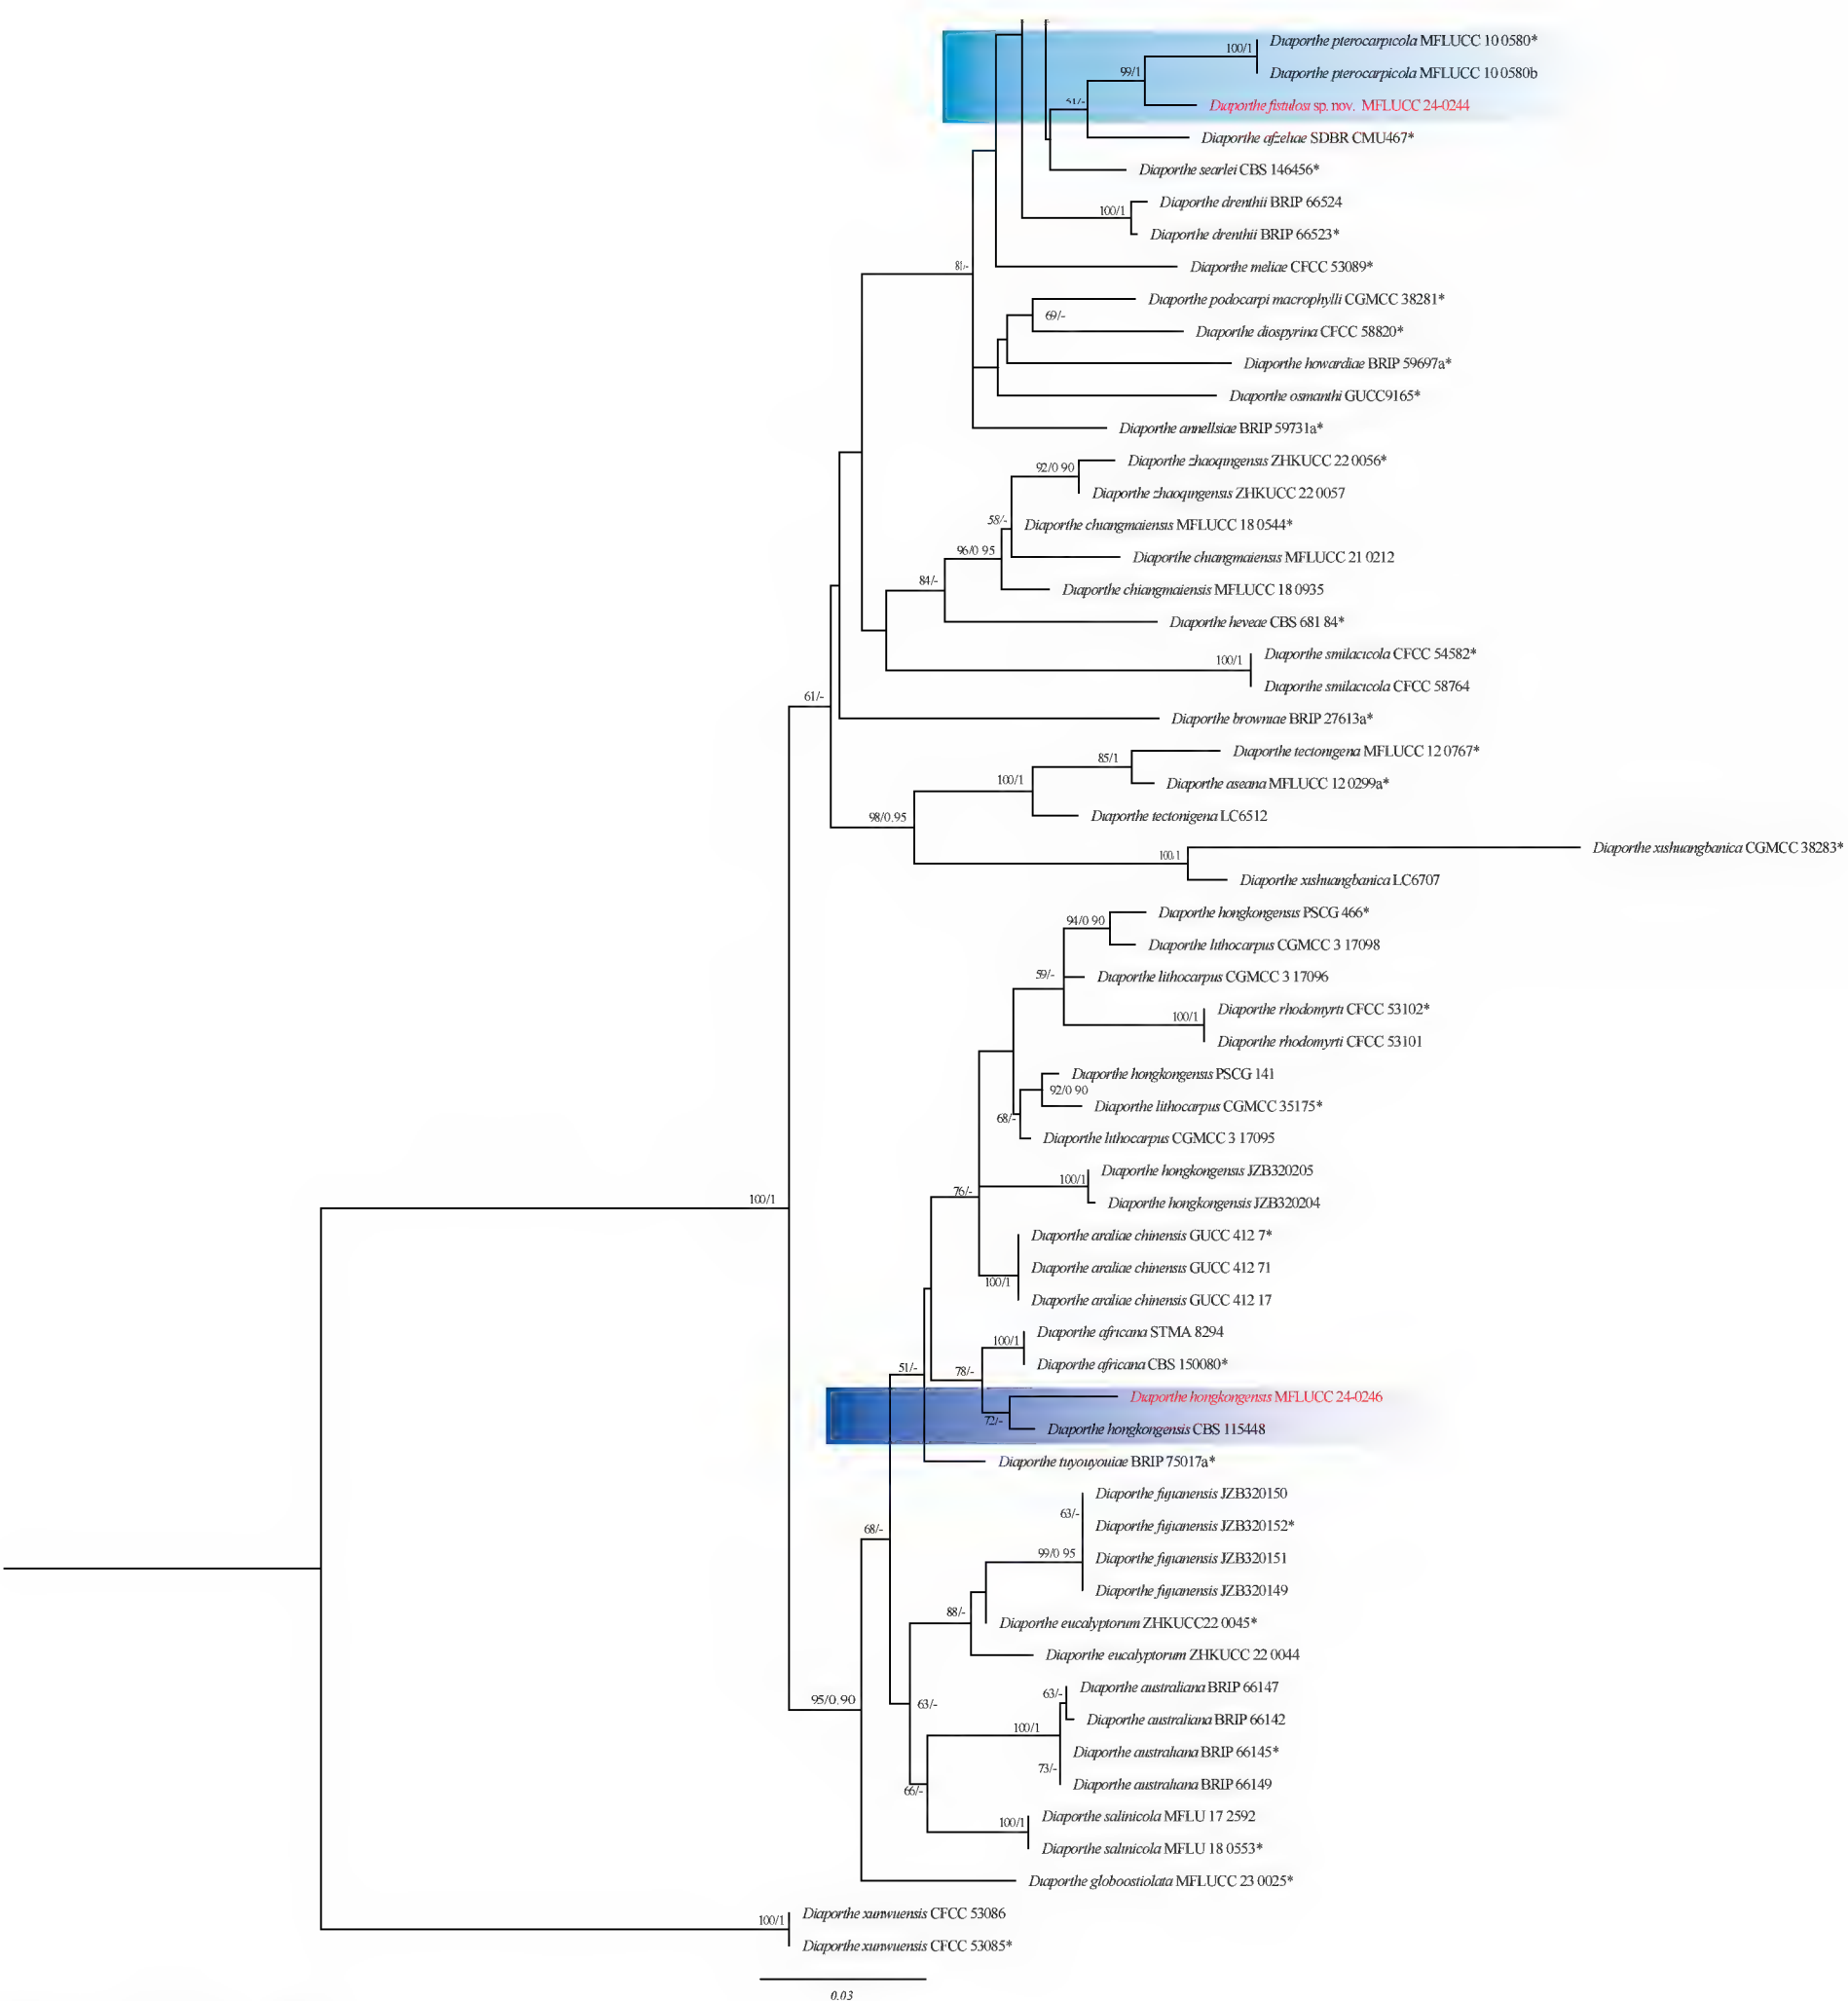 Diaporthe pterocarpicola MFLUCC 10 0580*
100/1
Diaporthe pterocarpicola MFLUCC 10 0580b
99/1
Diaporthe fistulosi sp. nov. MFLUCC 24-0244
51/-
Diaporthe afzeliae SDBR CMU467*
Diaporthe searlei CBS 146456*
Diaporthe drenthii BRIP 66524
100/1
Diaporthe drenthii BRIP 66523*
81/-
Diaporthe meliae CFCC 53089*
Diaporthe podocarpi macrophylli CGMCC 38281*
69/-
Diaporthe diospyrina CFCC 58820*
Diaporthe howardiae BRIP 59697a*
Diaporthe osmanthi GUCC9165*
Diaporthe annellsiae BRIP 59731a*
Diaporthe zhaoqingensis ZHKUCC 22 0056*
92/0 90
Diaporthe zhaoqingensis ZHKUCC 22 0057
58/-
Diaporthe chiangmaiensis MFLUCC 18 0544*
96/0 95
Diaporthe chiangmaiensis MFLUCC 21 0212
84/-
Diaporthe chiangmaiensis MFLUCC 18 0935
Diaporthe heveae CBS 681 84*
Diaporthe smilacicola CFCC 54582*
100/1
Diaporthe smilacicola CFCC 58764
61/-
Diaporthe browniae BRIP 27613a*
Diaporthe tectonigena MFLUCC 12 0767*
85/1
Diaporthe aseana MFLUCC 12 0299a*
100/1
Diaporthe tectonigena LC6512
98/0.95
Diaporthe xishuangbanica CGMCC 38283*
100/1
Diaporthe xishuangbanica LC6707
Diaporthe hongkongensis PSCG 466*
94/0 90
Diaporthe lithocarpus CGMCC 3 17098
59/-
Diaporthe lithocarpus CGMCC 3 17096
Diaporthe rhodomyrti CFCC 53102*
100/1
Diaporthe rhodomyrti CFCC 53101
Diaporthe hongkongensis PSCG 141
92/0 90
Diaporthe lithocarpus CGMCC 35175*
68/-
Diaporthe lithocarpus CGMCC 3 17095
Diaporthe hongkongensis JZB320205
100/1
76/-
Diaporthe hongkongensis JZB320204
100/1
Diaporthe araliae chinensis GUCC 412 7*
Diaporthe araliae chinensis GUCC 412 71
100/1
Diaporthe araliae chinensis GUCC 412 17
Diaporthe africana STMA 8294
100/1
Diaporthe africana CBS 150080*
51/-
78/-
Diaporthe hongkongensis MFLUCC 24-0246
72/-
Diaporthe hongkongensis CBS 115448
Diaporthe tuyouyouiae BRIP 75017a*
Diaporthe fujianensis JZB320150
63/-
68/-
Diaporthe fujianensis JZB320152*
99/0 95
Diaporthe fujianensis JZB320151
Diaporthe fujianensis JZB320149
88/-
Diaporthe eucalyptorum ZHKUCC22 0045*
Diaporthe eucalyptorum ZHKUCC 22 0044
Diaporthe australiana BRIP 66147
63/-
95/0.90
63/-
Diaporthe australiana BRIP 66142
100/1
Diaporthe australiana BRIP 66145*
73/-
Diaporthe australiana BRIP 66149
66/-
Diaporthe salinicola MFLU 17 2592
100/1
Diaporthe salinicola MFLU 18 0553*
Diaporthe globoostiolata MFLUCC 23 0025*
Diaporthe xunwuensis CFCC 53086
100/1
Diaporthe xunwuensis CFCC 53085*
0.03